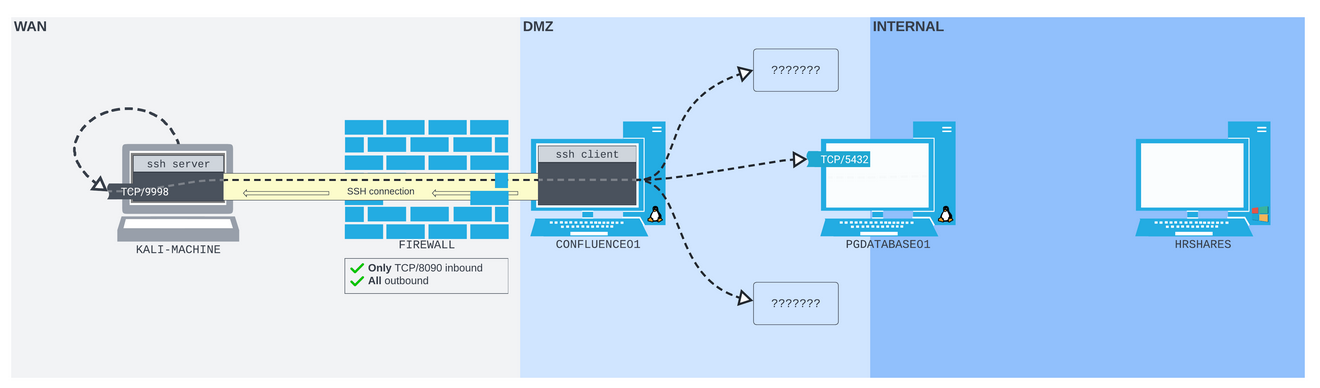 WAN
DMZ
INTERNAL
???????
ssh server
ssh client
TCP/5432
TCP/9998
SSH connection
KALI-MACHINE
FIREWALL
CONFLUENCE01
PGDATABASE01
HRSHARES
Only TCP/8090 inbound
All outbound
???????